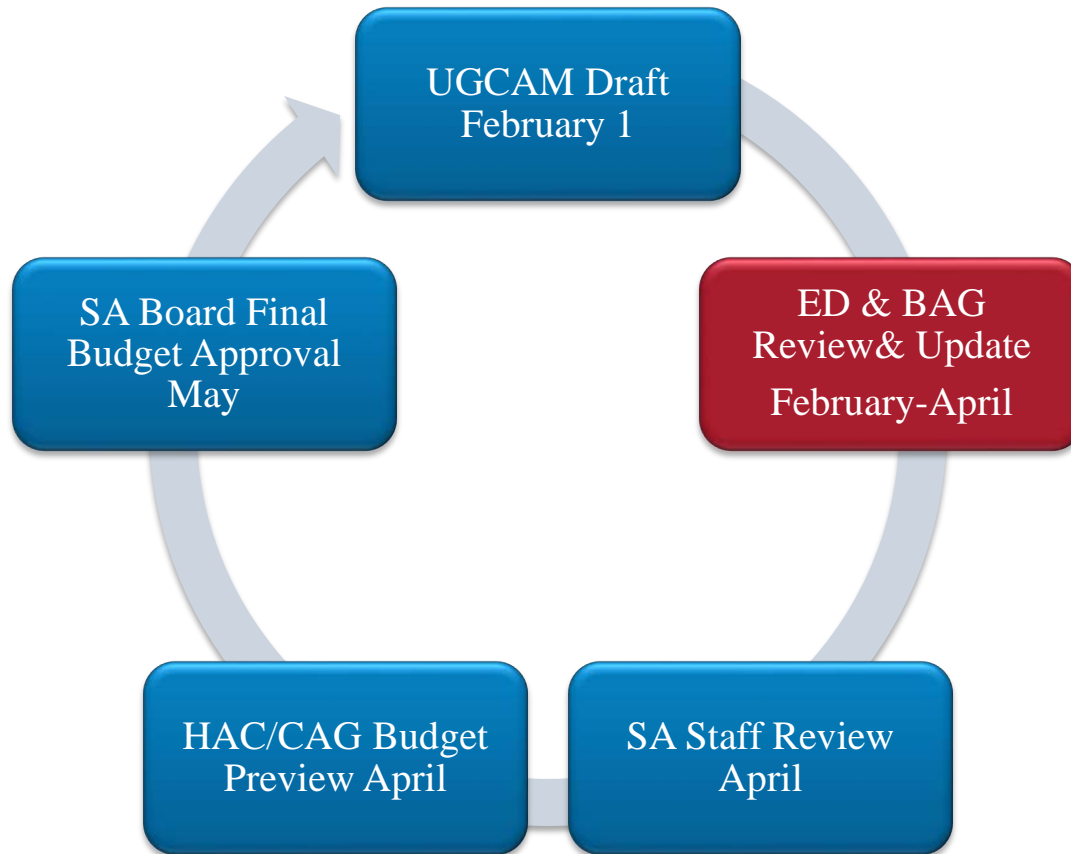 UGCAM Draft
February 1
ED & BAG
Review& Update
February-April
SA Staff Review
April
HAC/CAG Budget
Preview April
SA Board Final
Budget Approval
May